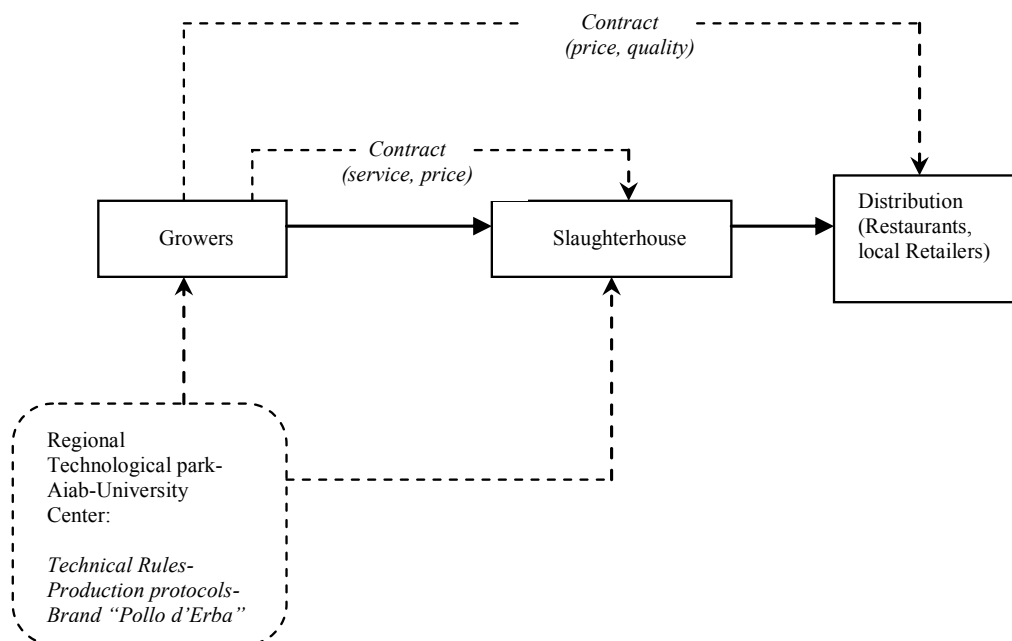 Contract
(price, quality)
Contract
(service, price)
Growers
Slaughterhouse
Distribution
(Restaurants,
local Retailers)
Regional
Technological park-
Aiab-University
Center:
Technical Rules-
Production protocols-
Brand “Pollo d’Erba”